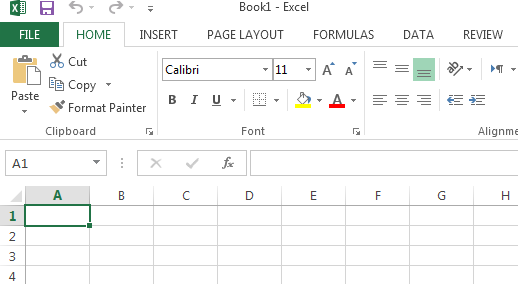 Book1 - Excel
FILE HOME INSERT PAGE LAYOUT FORMULAS DATA REVIEW
Cut
Copy
Format Painter
Paste
Calibri 11 A A
B I U A
Clipboard Font Alignme
A1 fx
A B C D E F G H
1
2
3
4